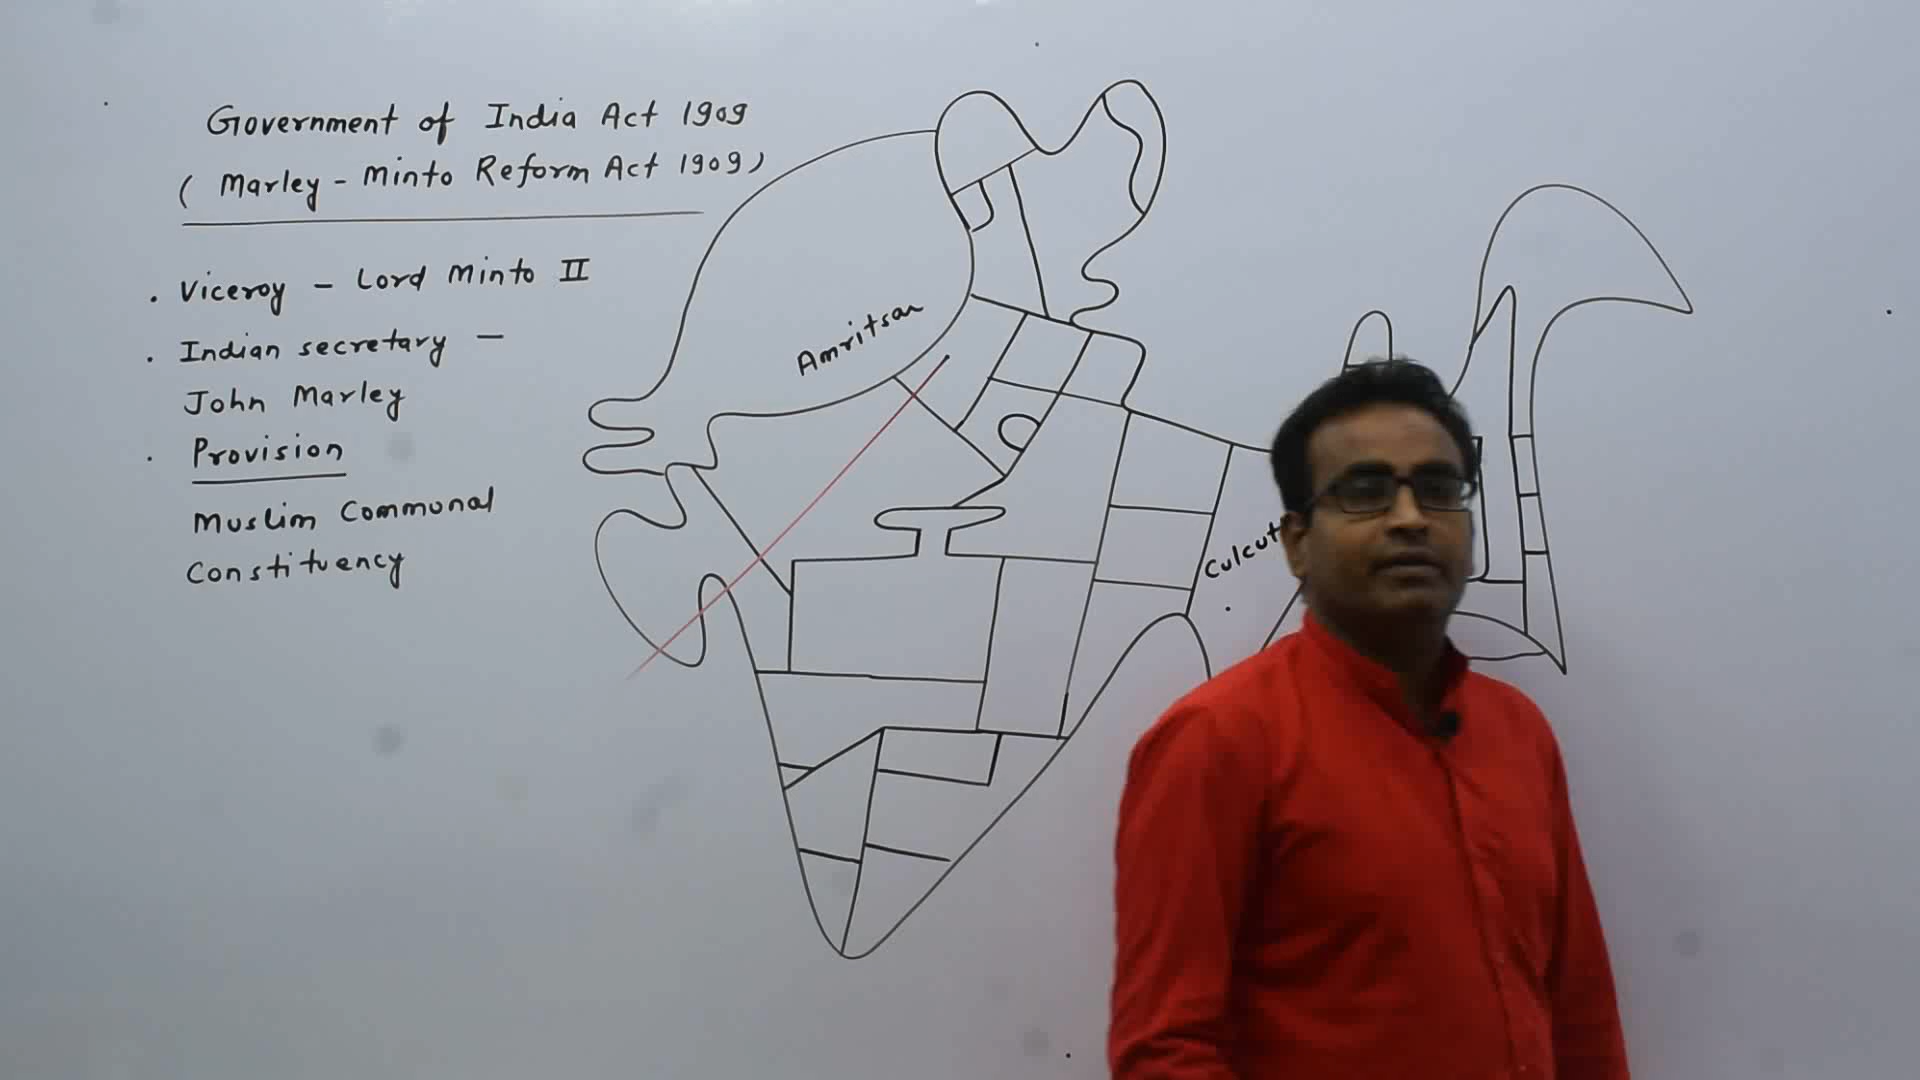 Government of India Act 1909
( Marley - Minto Reform Act 1909)
. Viceroy - Lord Minto II
. Indian secretary -
John Marley
. Provision
Muslim Communal
Constituency
Amritsar
Culcut